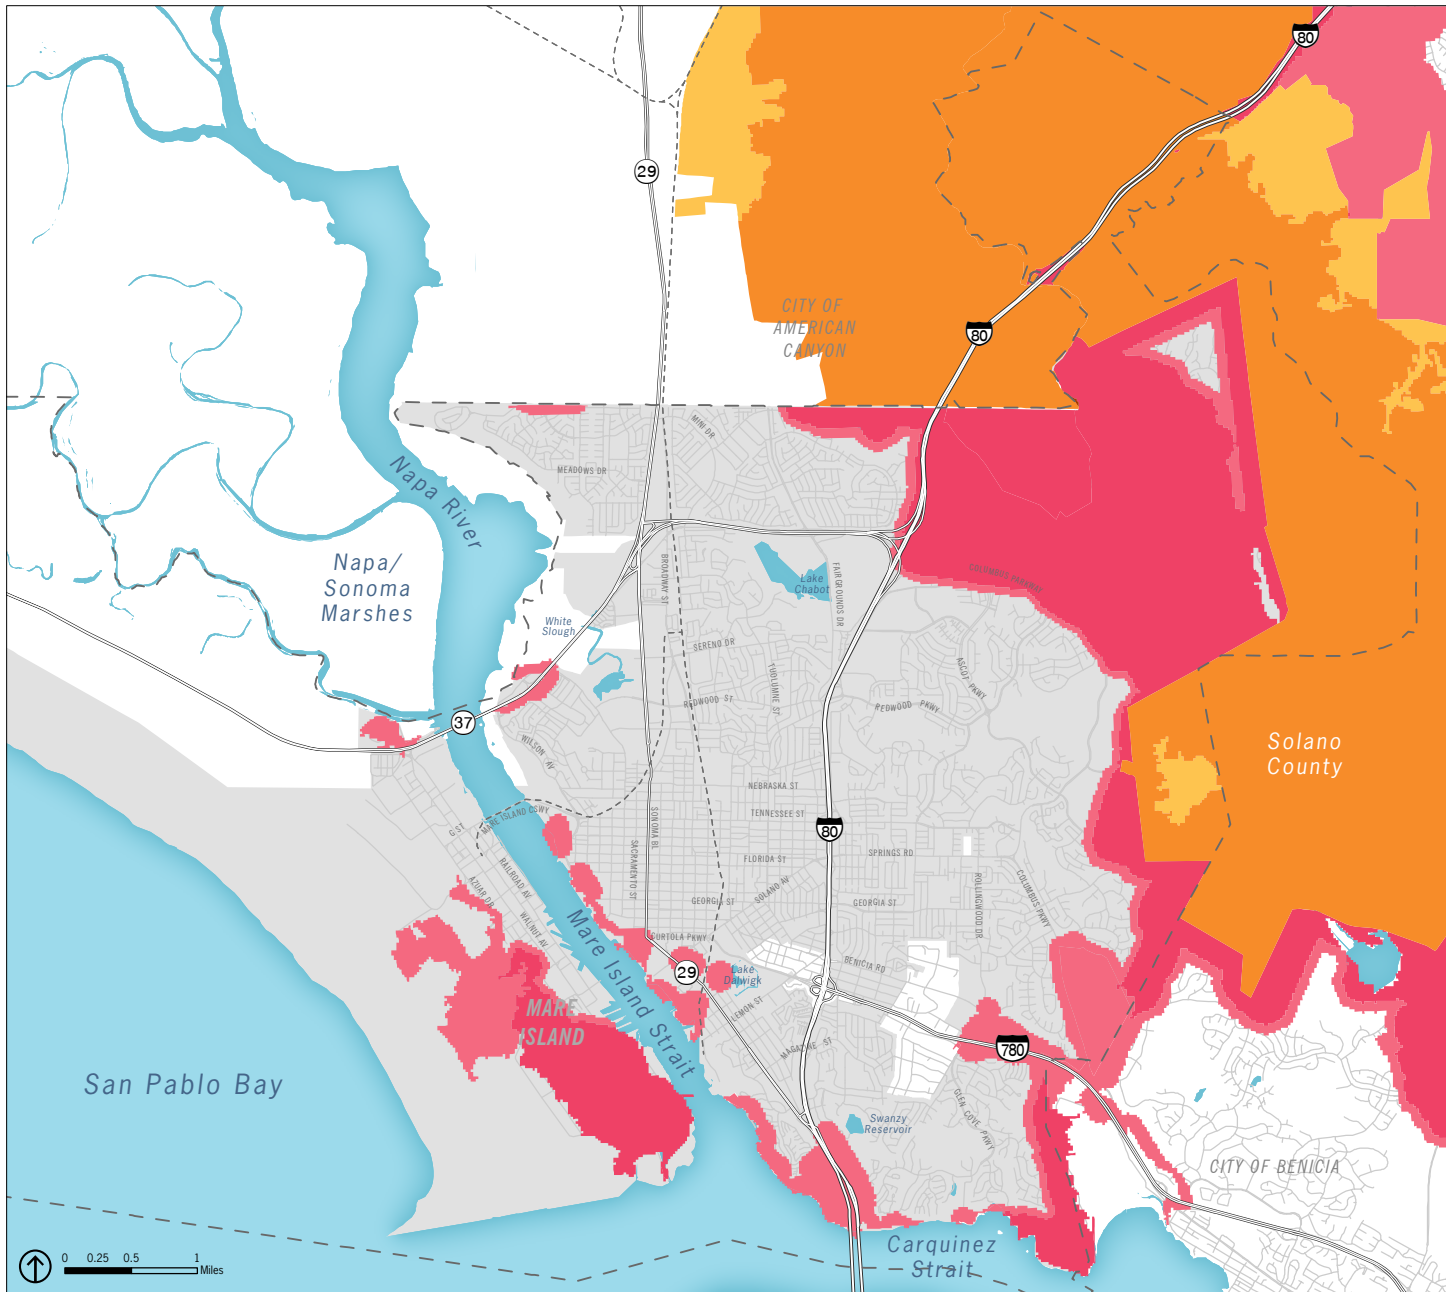 80
29
CITY OF
AMERICAN
CANYON
80
MINI DR
MEADOWS DR
Napa River
Napa/
Sonoma
Marshes
BROADWAY ST
Lake
Chabot
FAIRGROUNDS DR
COLUMBUS PARKWAY
White
Slough
SERENO DR
TUOLUMNE ST
ASCOT PKWY
REDWOOD ST
REDWOOD PKWY
37
WILSON AV
Solano
County
NEBRASKA ST
TENNESSEE ST
MARE ISLAND CSWY
G ST
SONOMA BL
80
SACRAMENTO ST
FLORIDA ST
SPRINGS RD
RAILROAD AV
AZUAR DR
WALNUT AV
GEORGIA ST
SOLANO AV
GEORGIA ST
ROLLINGWOOD DR
COLUMBUS PKWY
CURTOLA PKWY
Mare Island Strait
29
Lake
Dalwigk
BENICIA RD
LEMON ST
MARE
ISLAND
MAGAZINE ST
780
San Pablo Bay
GLEN COVE PKWY
Swanzy
Reservoir
CITY OF BENICIA
Carquinez
Strait
0 0.25 0.5 1
Miles